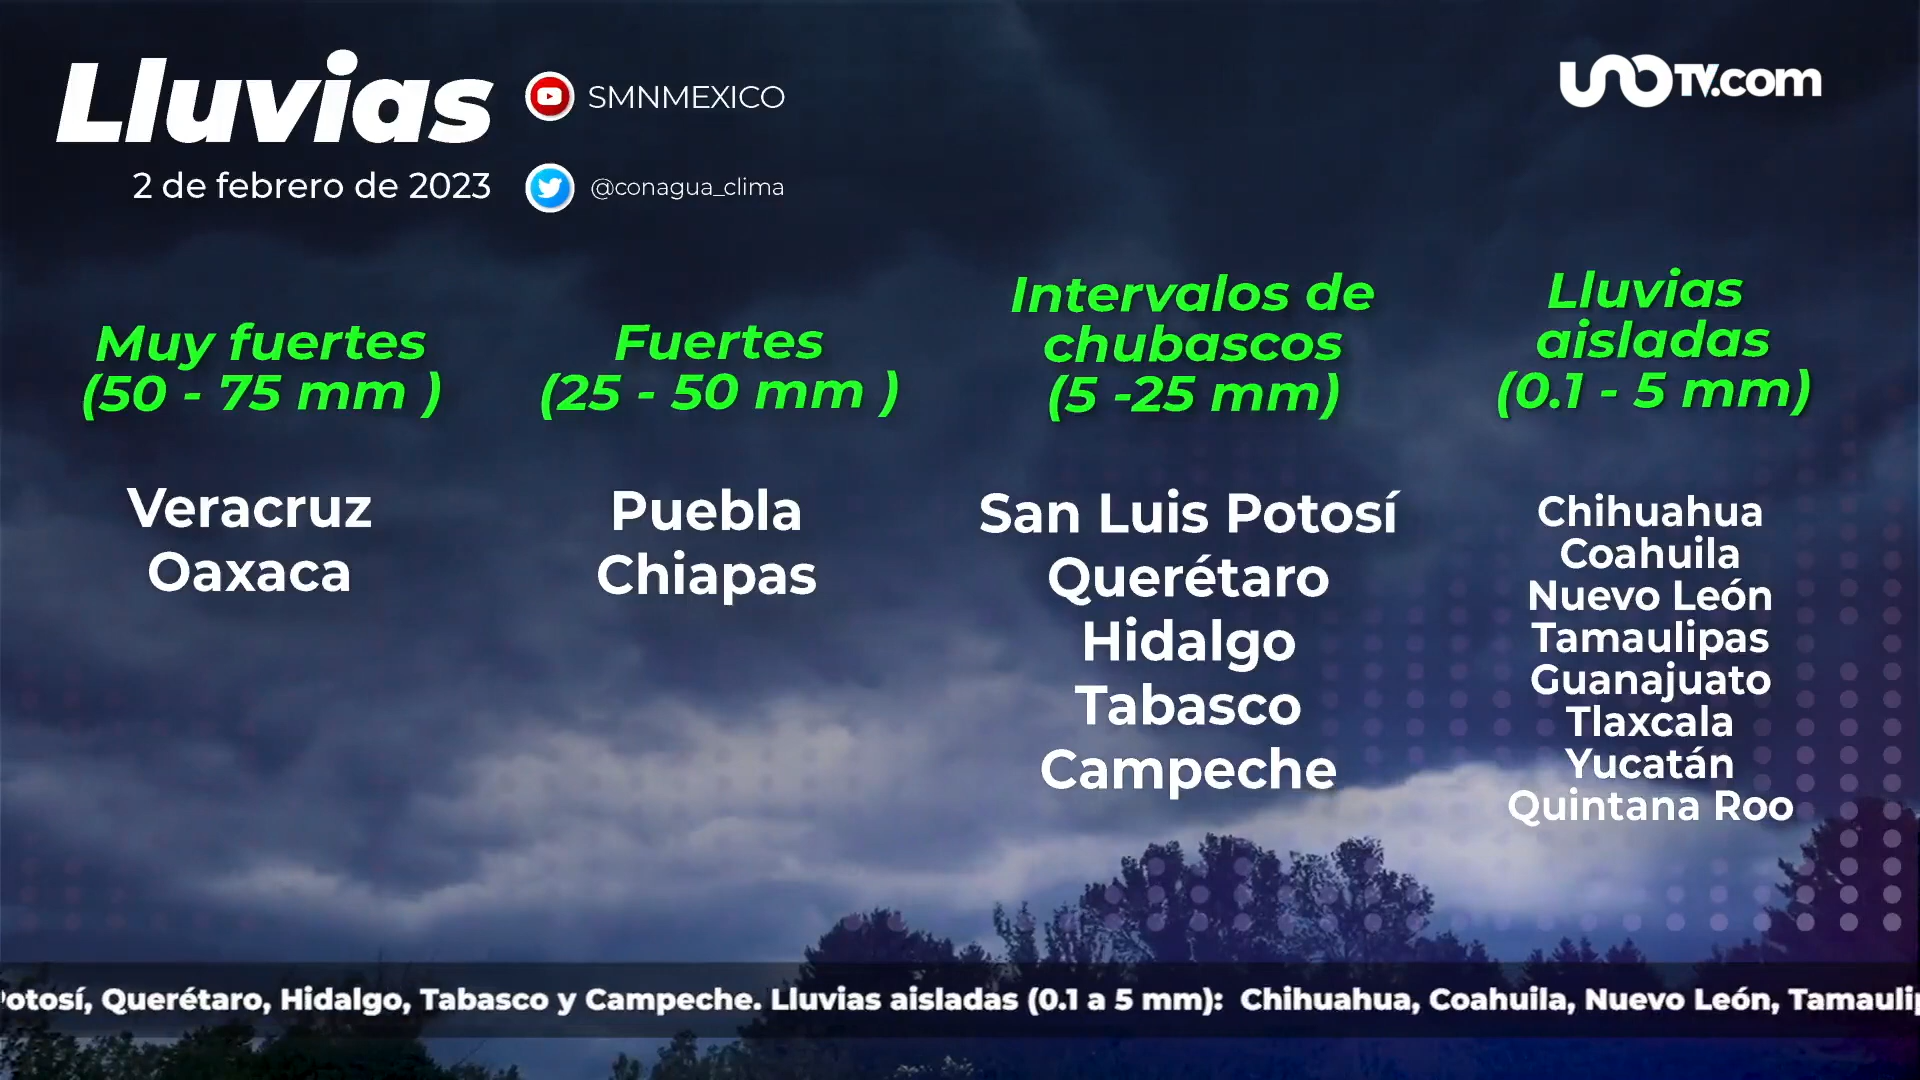 Lluvias
2 de febrero de 2023
SMNMEXICO
@conagua_clima
UNOTV.com
Muy fuertes
(50 - 75 mm )
Veracruz
Oaxaca
Fuertes
(25 - 50 mm )
Puebla
Chiapas
Intervalos de
chubascos
(5 -25 mm)
San Luis Potosí
Querétaro
Hidalgo
Tabasco
Campeche
Lluvias
aisladas
(0.1 - 5 mm)
Chihuahua
Coahuila
Nuevo León
Tamaulipas
Guanajuato
Tlaxcala
Yucatán
Quintana Roo
otosí, Querétaro, Hidalgo, Tabasco y Campeche. Lluvias aisladas (0.1 a 5 mm): Chihuahua, Coahuila, Nuevo León, Tamaulip